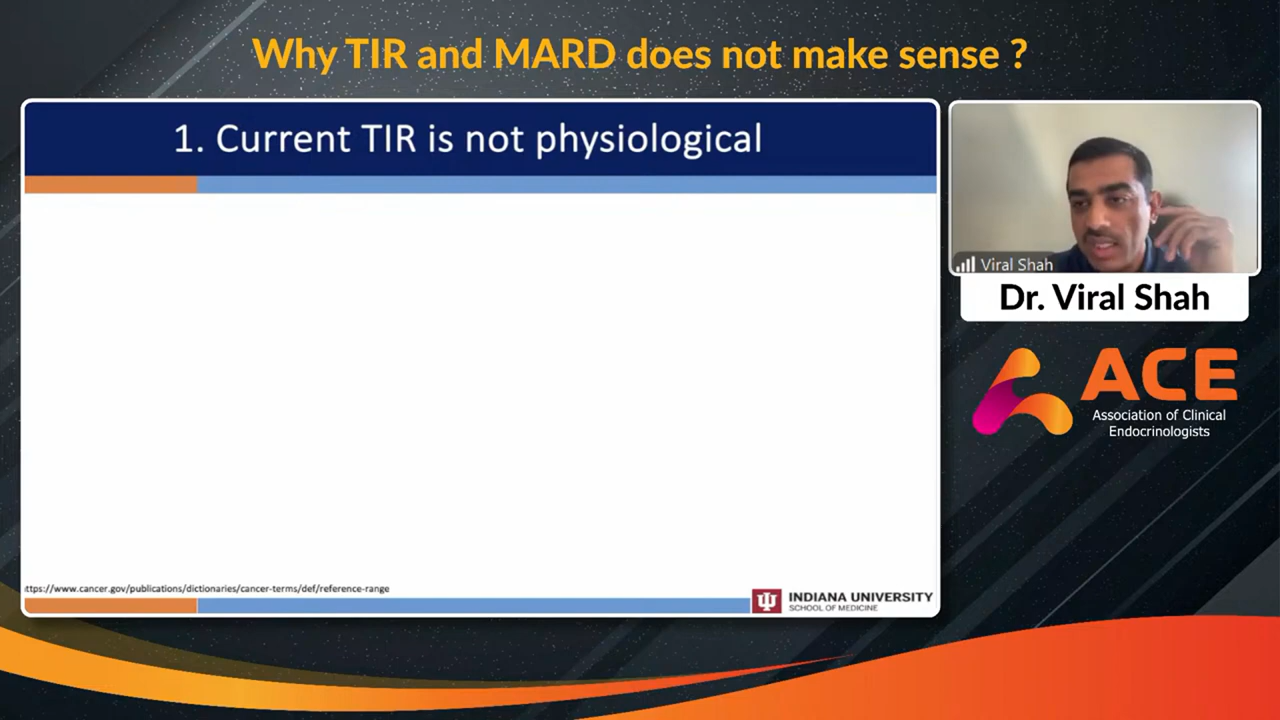 Why TIR and MARD does not make sense ?
1. Current TIR is not physiological
Viral Shah
Dr. Viral Shah
ACE
Association of Clinical
Endocrinologists
ttps://www.cancer.gov/publications/dictionaries/cancer-terms/def/reference-range
INDIANA UNIVERSITY
SCHOOL OF MEDICINE